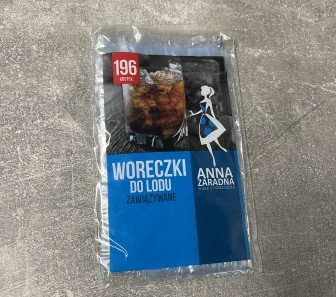 196
KOSTEK
WORECZKI
DO LODU
ZAWIĄZYWANE
ANNA
ZARADNA